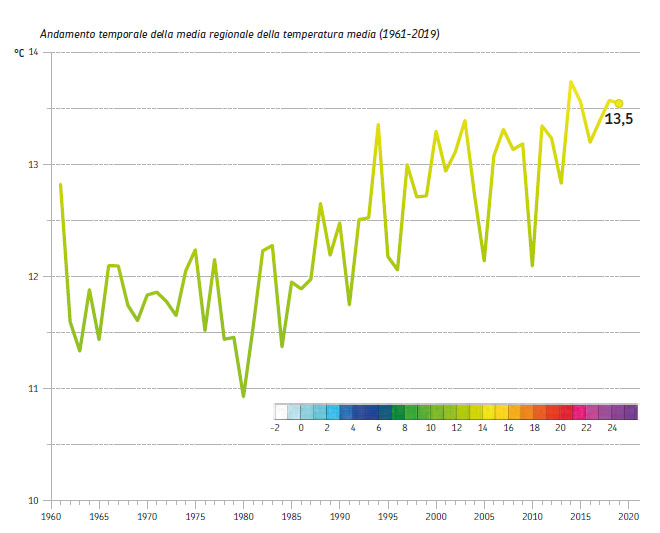 Andamento temporale della media regionale della temperatura media (1961-2019)
°C 14
13,5
13
12
11
-2 0 2 4 6 8 10 12 14 16 18 20 22 24
10
1960 1965 1970 1975 1980 1985 1990 1995 2000 2005 2010 2015 2020